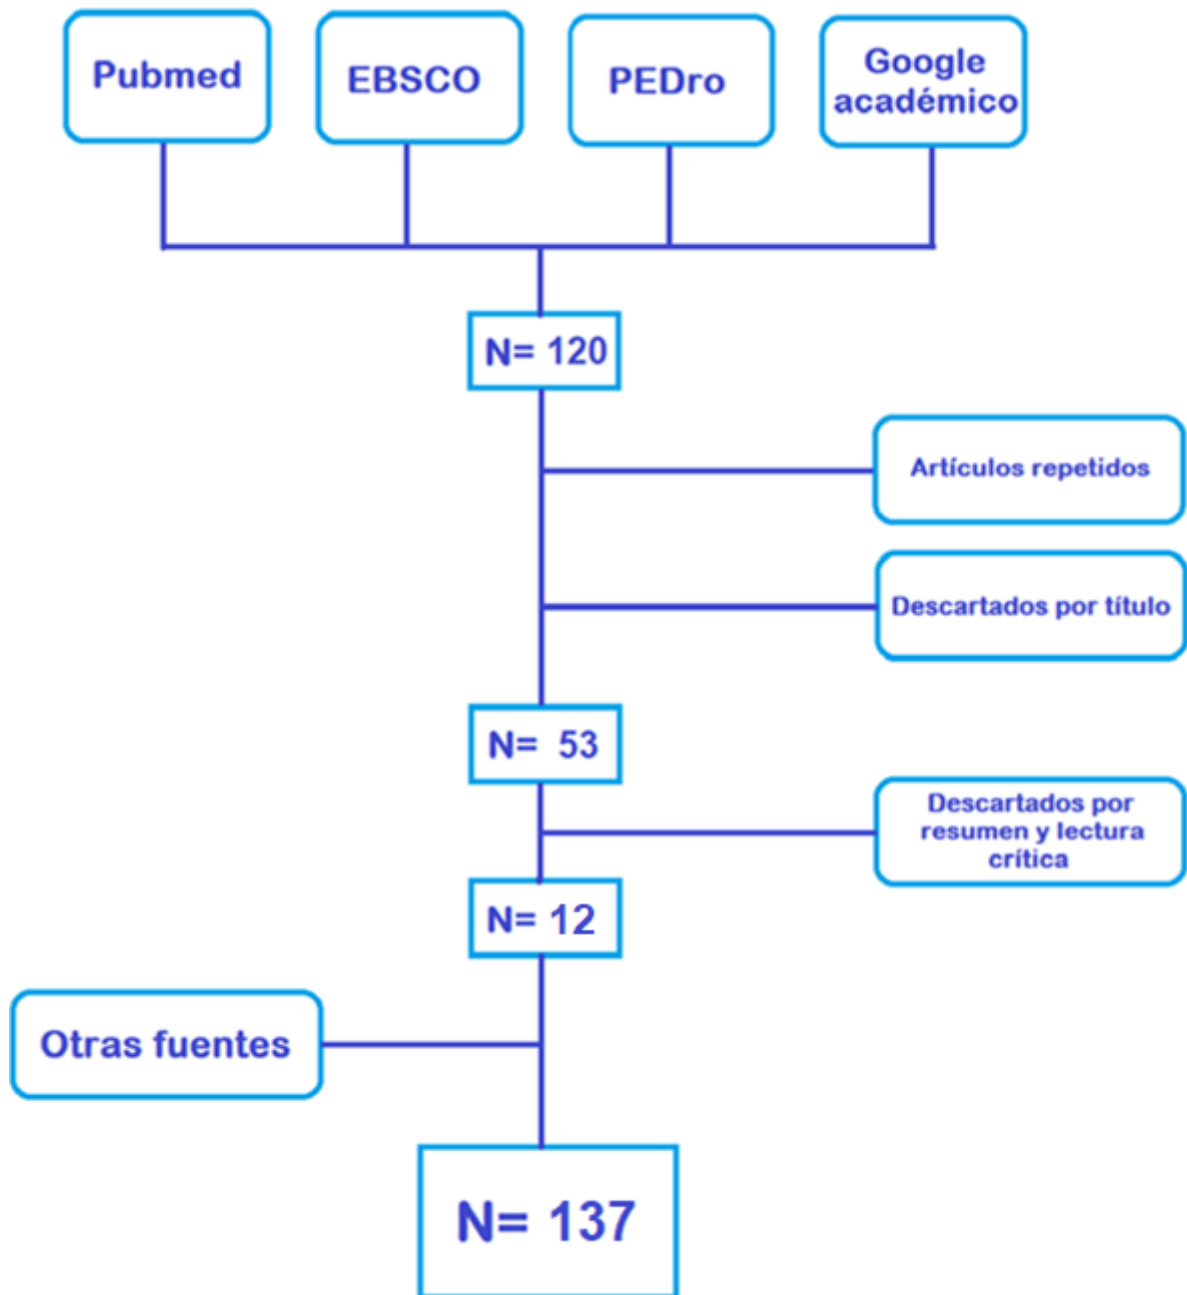 Pubmed
EBSCO
PEDro
Google
académico
N= 120
Artículos repetidos
Descartados por título
N= 53
Descartados por
resumen y lectura
crítica
N= 12
Otras fuentes
N= 137